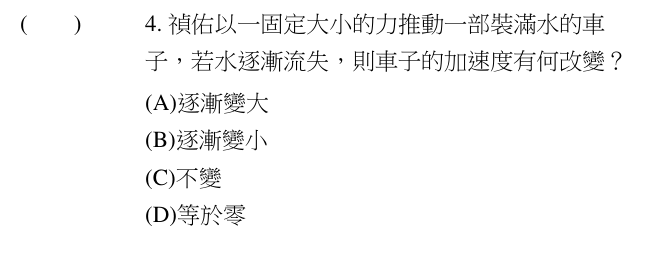 (　　) 4. 禎佑以一固定大小的力推動一部裝滿水的車
子，若水逐漸流失，則車子的加速度有何改變？
(A)逐漸變大
(B)逐漸變小
(C)不變
(D)等於零